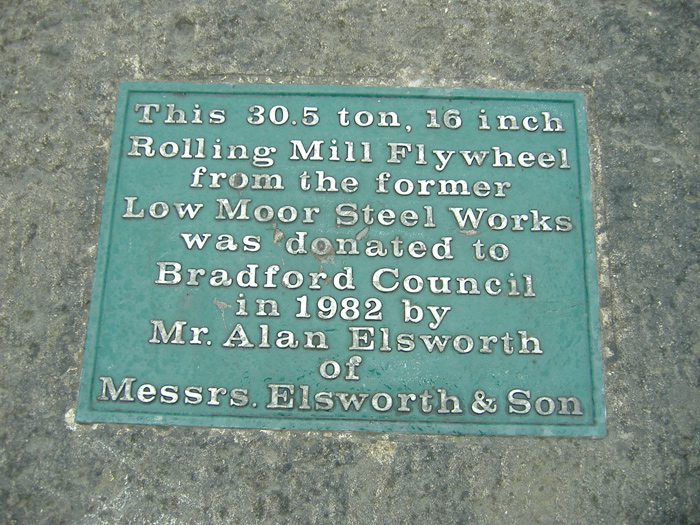 This 30.5 ton, 16 inch
Rolling Mill Flywheel
from the former
Low Moor Steel Works
was donated to
Bradford Council
in 1982 by
Mr. Alan Elsworth
of
Messrs. Elsworth & Son